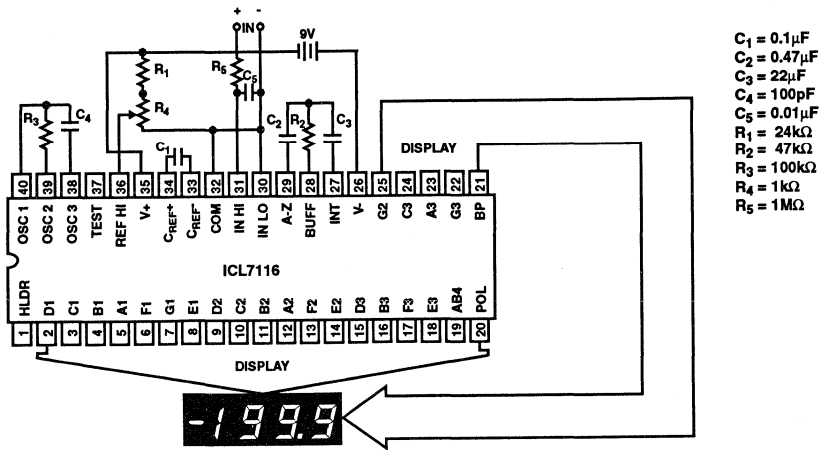 + -
IN
9V
R1
R5
C5
R4
R3
C4
C1
C2
R2
C3
DISPLAY
C1 = 0.1µF
C2 = 0.47µF
C3 = 22µF
C4 = 100pF
C5 = 0.01µF
R1 = 24kΩ
R2 = 47kΩ
R3 = 100kΩ
R4 = 1kΩ
R5 = 1MΩ
40 39 38 37 36 35 34 33 32 31 30 29 28 27 26 25 24 23 22 21
OSC 1
OSC 2
OSC 3
TEST
REF HI
V+
CREF+
CREF-
COM
IN HI
IN LO
A-Z
BUFF
INT
V-
G2
C3
A3
G3
BP
ICL7116
HLDR
D1
C1
B1
A1
F1
G1
E1
D2
C2
B2
A2
F2
E2
D3
B3
F3
E3
AB4
POL
1 2 3 4 5 6 7 8 9 10 11 12 13 14 15 16 17 18 19 20
DISPLAY
-199.9